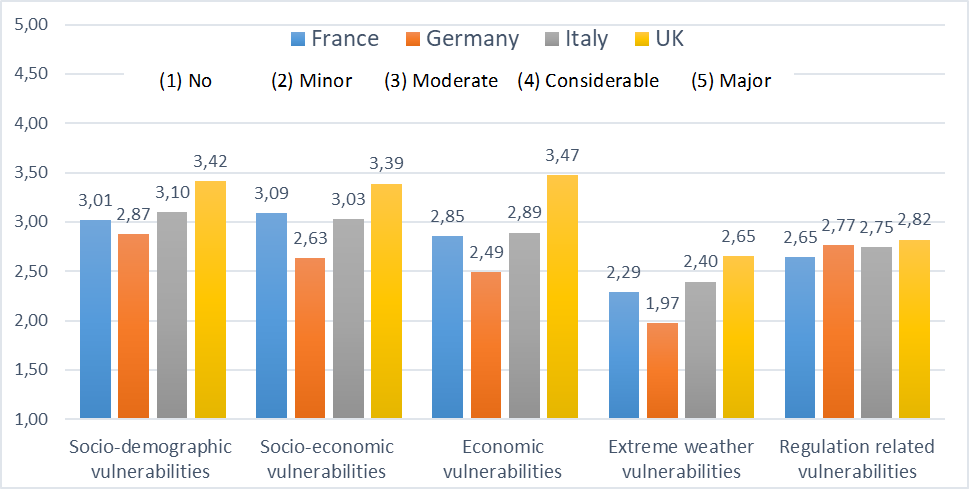 5,00
France Germany Italy UK
4,50
(1) No (2) Minor (3) Moderate (4) Considerable (5) Major
4,00
3,50
3,00
2,50
2,00
1,50
1,00
3,01 2,87 3,10 3,42
3,09 2,63 3,03 3,39
2,85 2,49 2,89 3,47
2,29 1,97 2,40 2,65
2,65 2,77 2,75 2,82
Socio-demographic
vulnerabilities
Socio-economic
vulnerabilities
Economic
vulnerabilities
Extreme weather
vulnerabilities
Regulation related
vulnerabilities